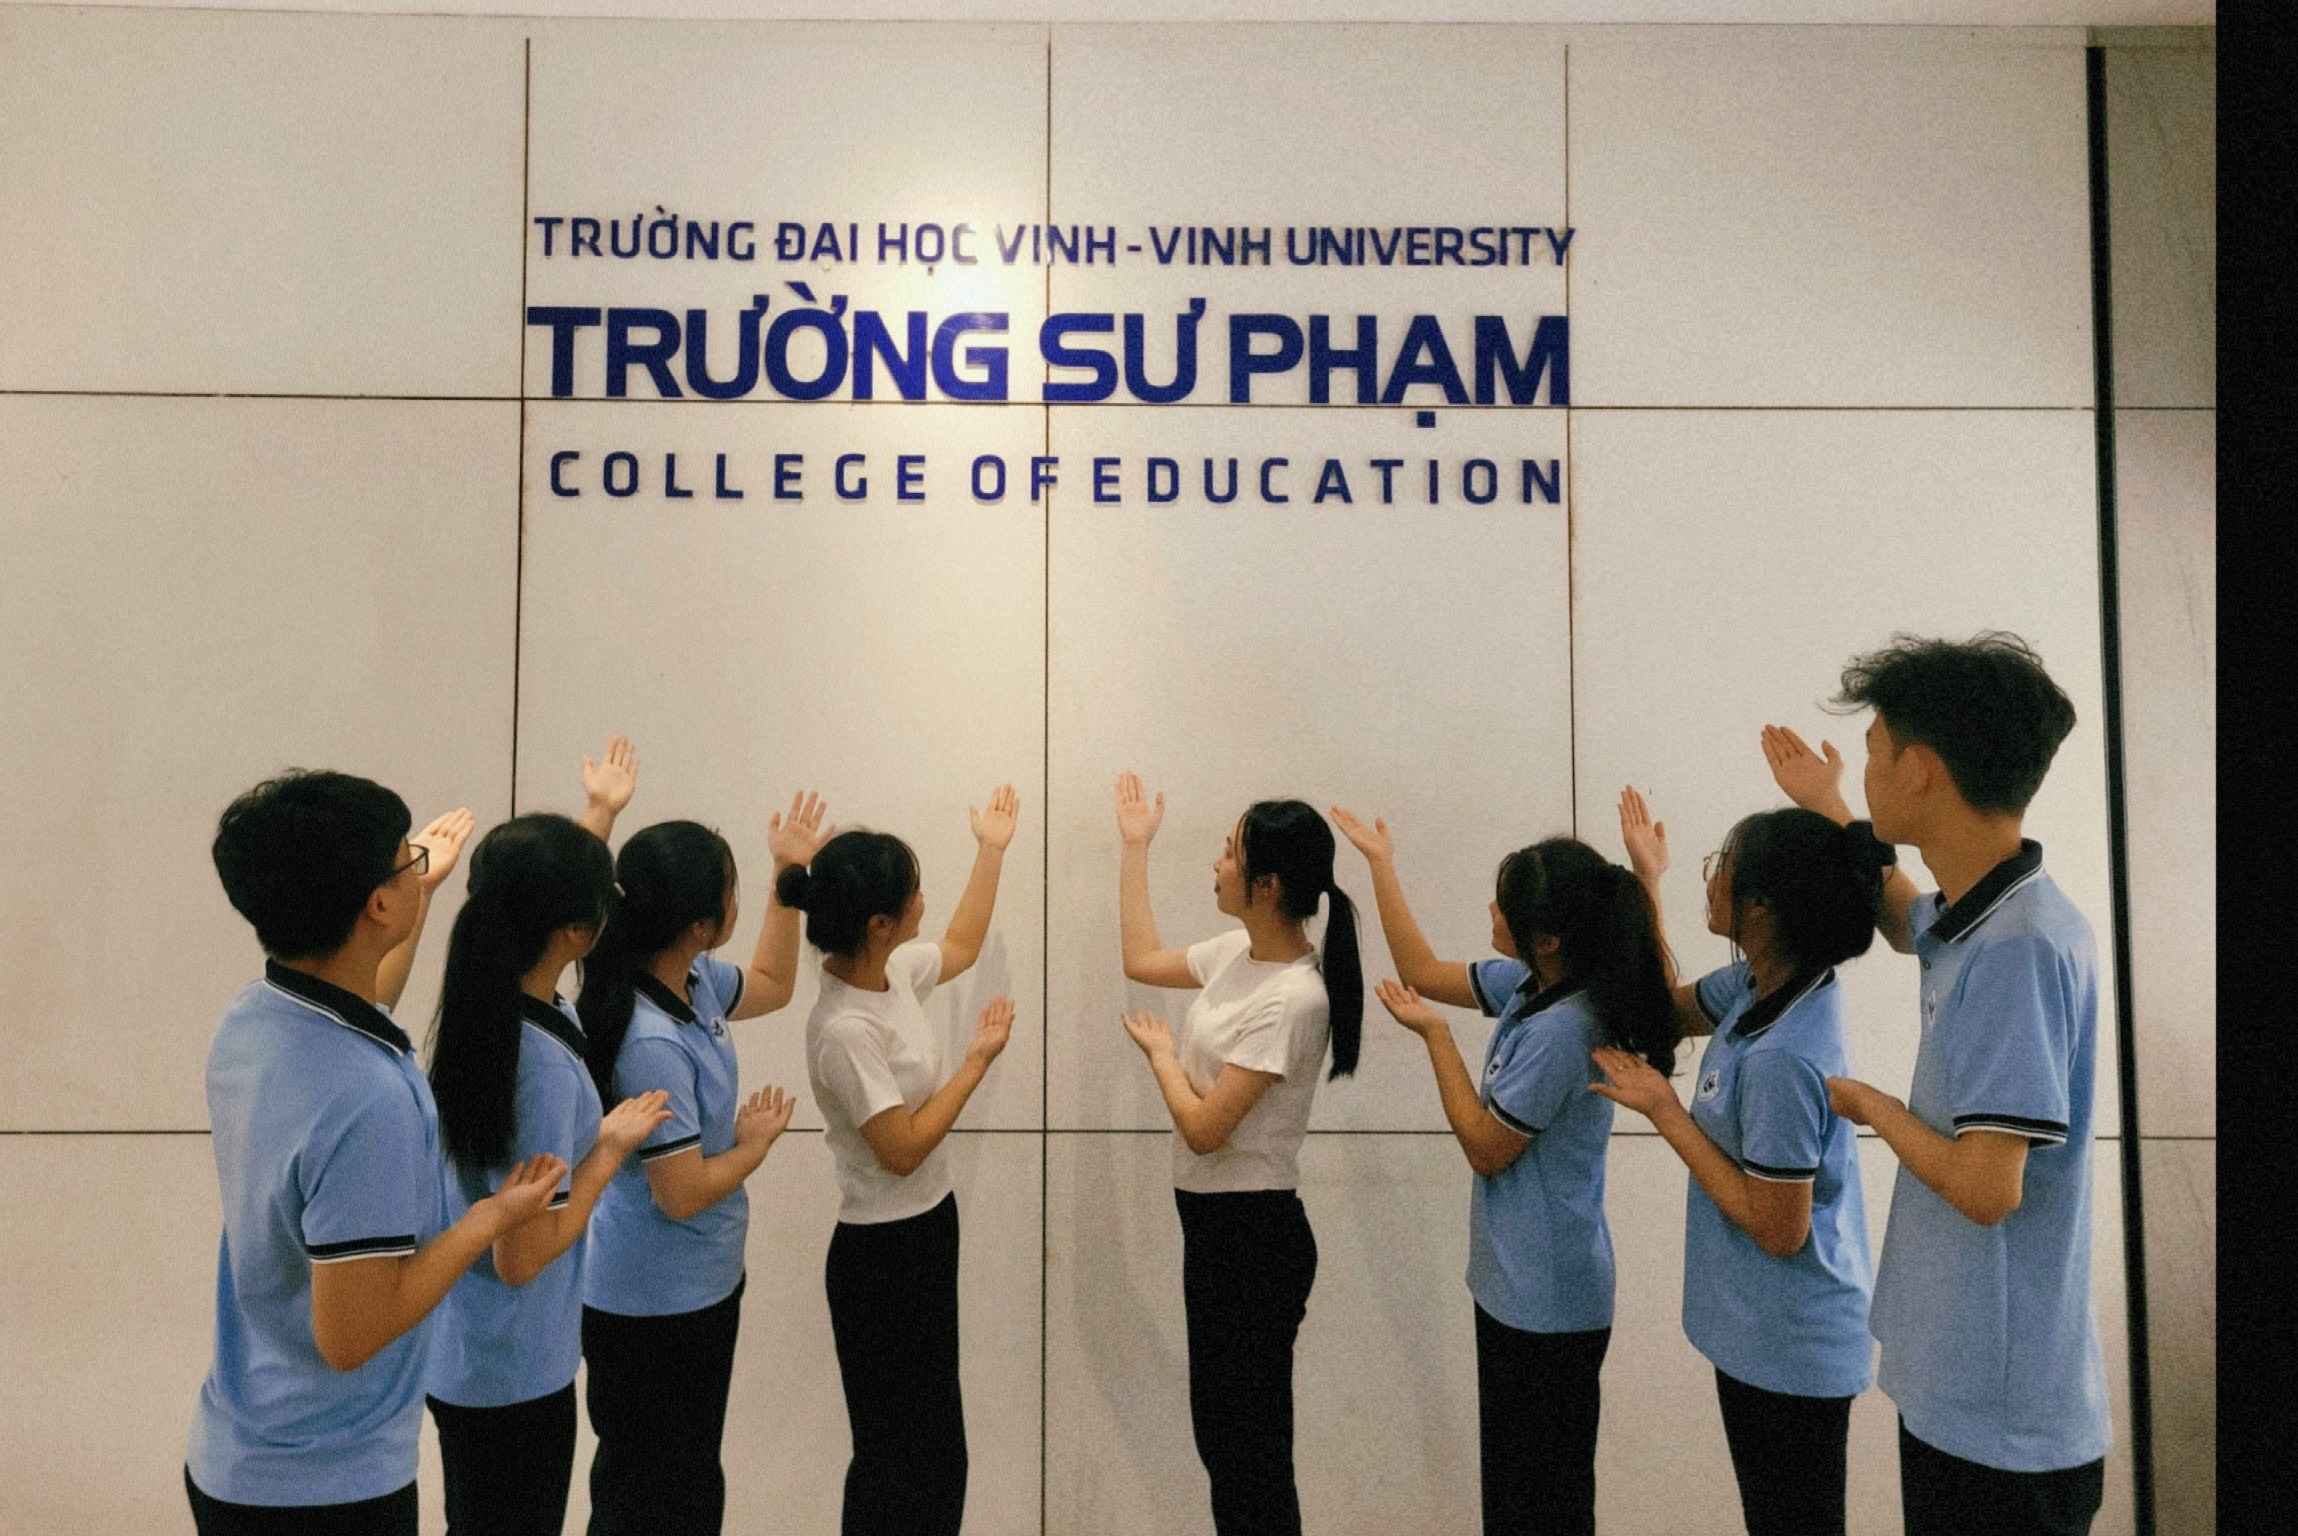 TRƯỜNG ĐẠI HỌC VINH - VINH UNIVERSITY
TRƯỜNG SƯ PHẠM
COLLEGE OF EDUCATION